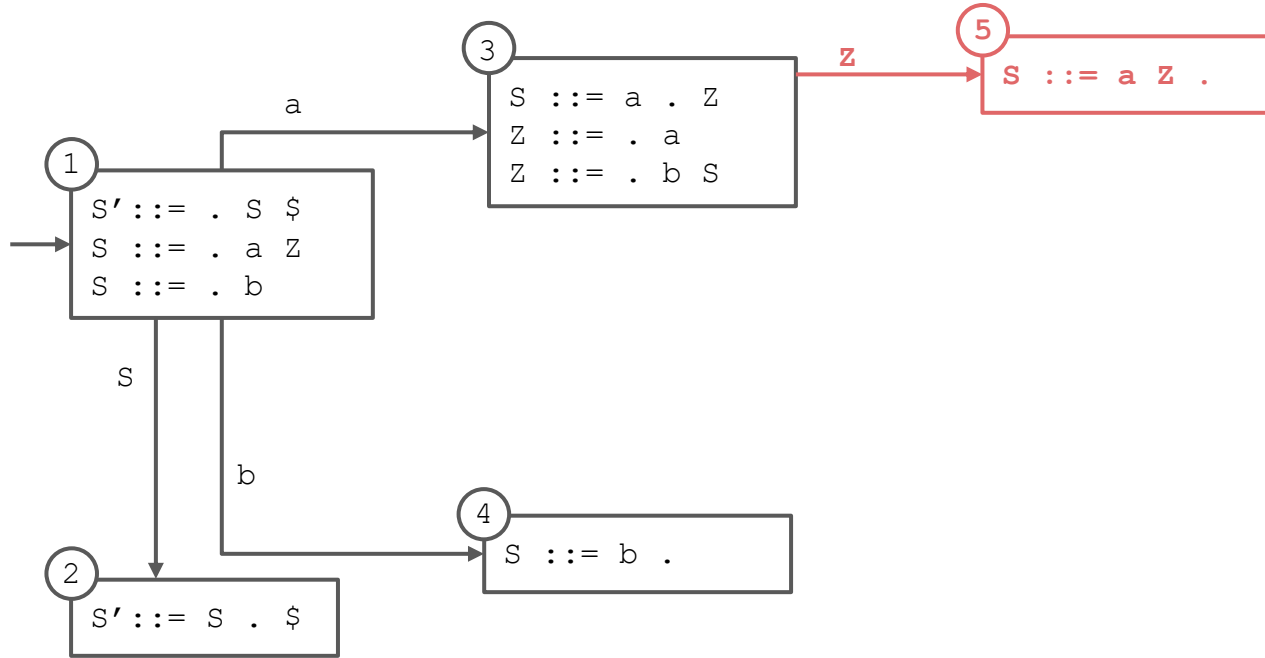 5
3
Z
S ::= a Z .
S ::= a . Z
a
Z ::= . a
1
Z ::= . b S
S′::= . S $
S ::= . a Z
S ::= . b
S
b
4
S ::= b .
2
S′::= S . $